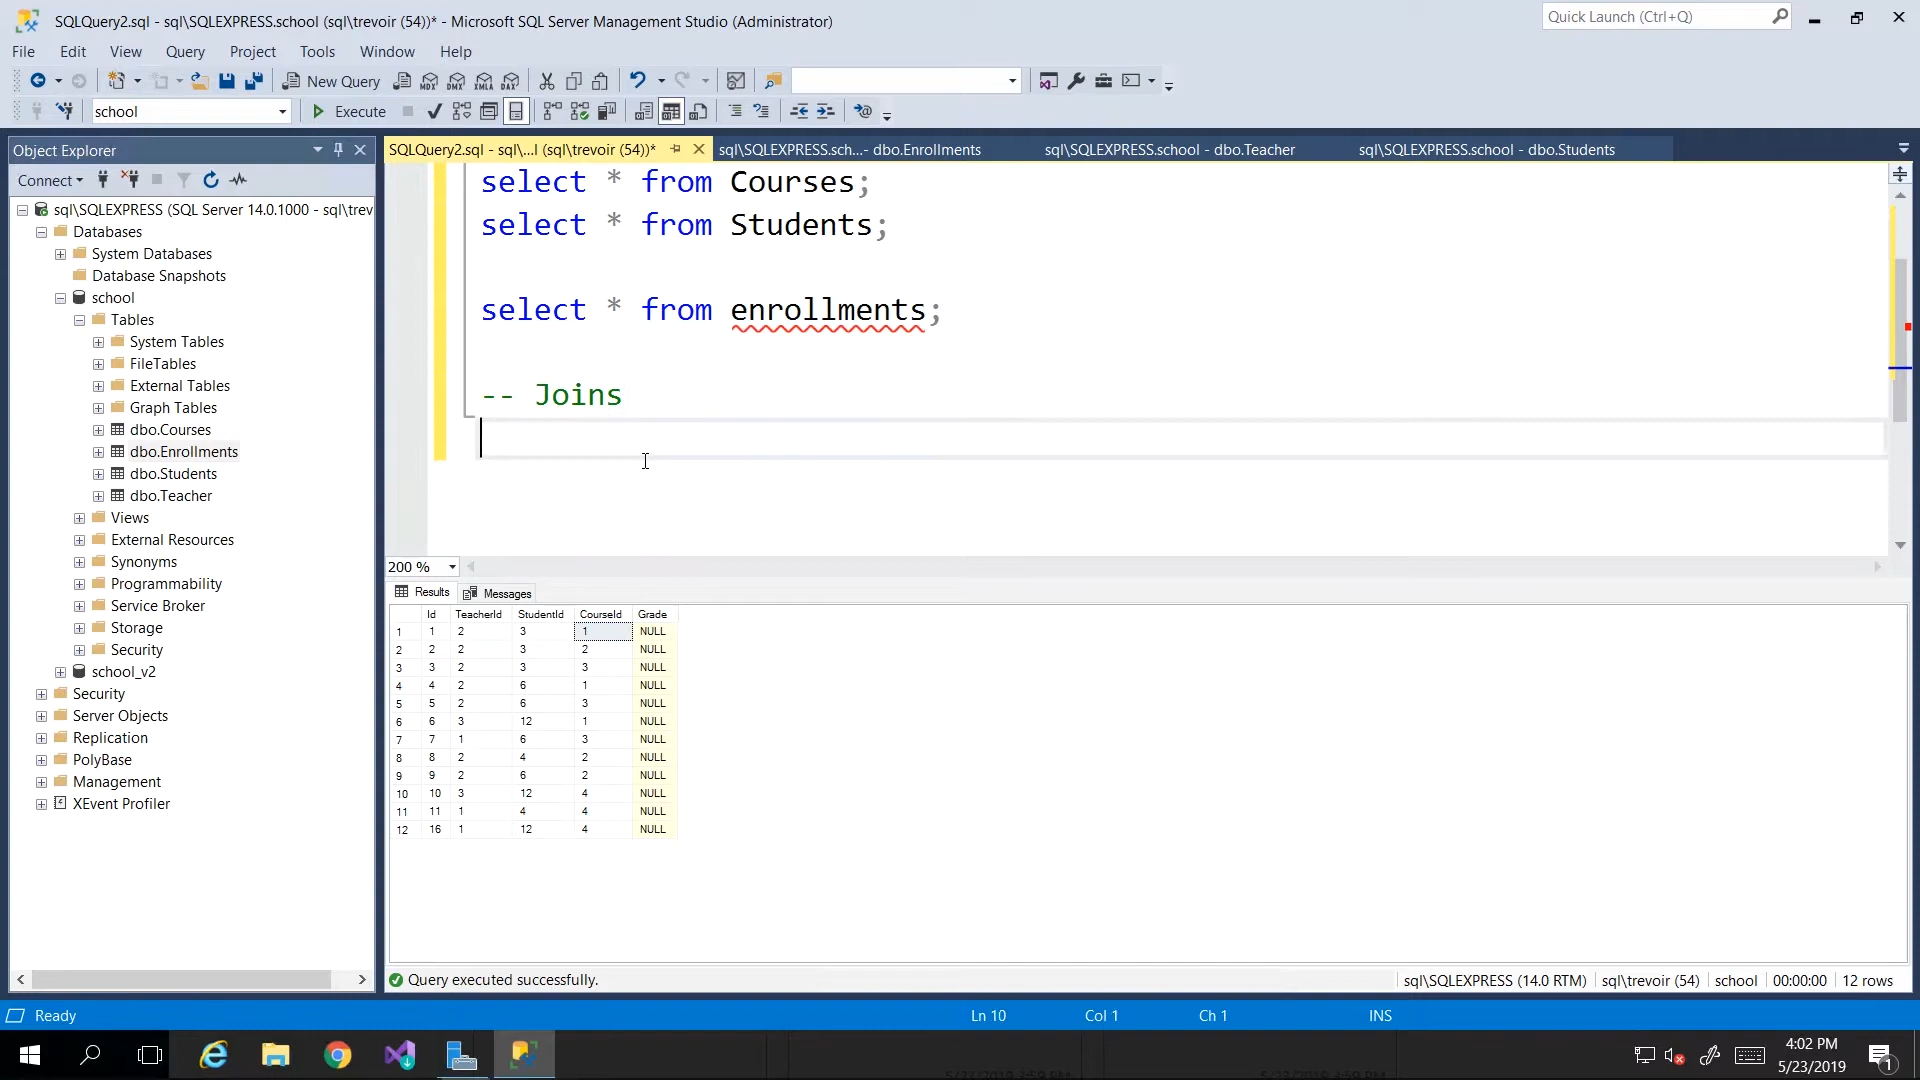 SQLQuery2.sql - sql\SQLEXPRESS.school (sql\trevoir (54))* - Microsoft SQL Server Management Studio (Administrator)
Quick Launch (Ctrl+Q)
File Edit View Query Project Tools Window Help
New Query MDX DMX XMLA DAX
school Execute
Object Explorer
SQLQuery2.sql - sql\...l (sql\trevoir (54))*
sql\SQLEXPRESS.sch...- dbo.Enrollments
sql\SQLEXPRESS.school - dbo.Teacher
sql\SQLEXPRESS.school - dbo.Students
Connect
sql\SQLEXPRESS (SQL Server 14.0.1000 - sql\trev
Databases
System Databases
Database Snapshots
school
Tables
System Tables
FileTables
External Tables
Graph Tables
dbo.Courses
dbo.Enrollments
dbo.Students
dbo.Teacher
Views
External Resources
Synonyms
Programmability
Service Broker
Storage
Security
school_v2
Security
Server Objects
Replication
PolyBase
Management
XEvent Profiler
select * from Courses;
select * from Students;
select * from enrollments;
-- Joins
200 %
Results Messages
Id TeacherId StudentId CourseId Grade
1 1 2 3 1 NULL
2 2 2 3 2 NULL
3 3 2 3 3 NULL
4 4 2 6 1 NULL
5 5 2 6 3 NULL
6 6 3 12 1 NULL
7 7 1 6 3 NULL
8 8 2 4 2 NULL
9 9 2 6 2 NULL
10 10 3 12 4 NULL
11 11 1 4 4 NULL
12 16 1 12 4 NULL
Query executed successfully.
sql\SQLEXPRESS (14.0 RTM) sql\trevoir (54) school 00:00:00 12 rows
Ready Ln 10 Col 1 Ch 1 INS
4:02 PM
5/23/2019
1